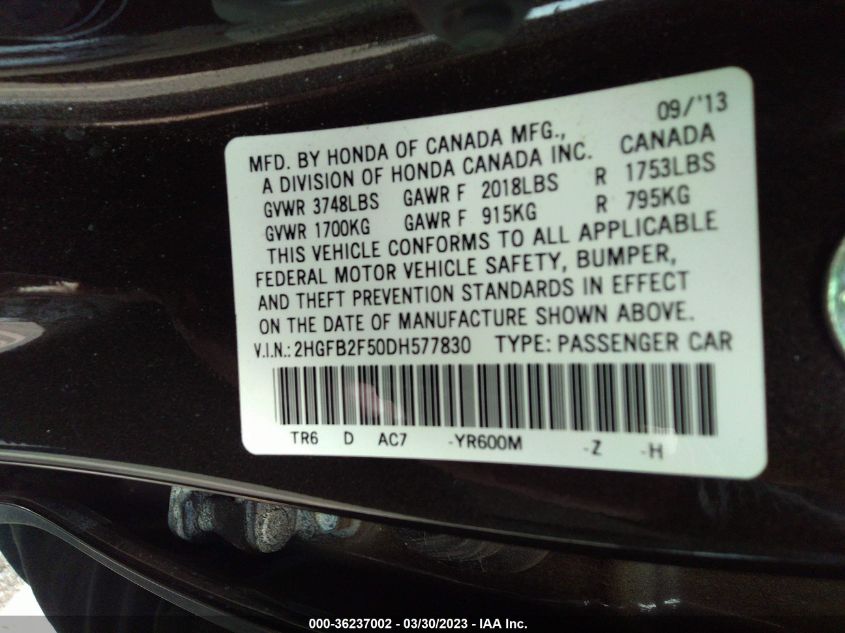 09/'13
MFD. BY HONDA OF CANADA MFG., CANADA
A DIVISION OF HONDA CANADA INC.
GVWR 3748LBS GAWR F 2018LBS R 1753LBS
GVWR 1700KG GAWR F 915KG R 795KG
THIS VEHICLE CONFORMS TO ALL APPLICABLE
FEDERAL MOTOR VEHICLE SAFETY, BUMPER,
AND THEFT PREVENTION STANDARDS IN EFFECT
ON THE DATE OF MANUFACTURE SHOWN ABOVE.
V.I.N.:2HGFB2F50DH577830 TYPE: PASSENGER CAR
TR6 D AC7 -YR600M -Z -H
000-36237002 - 03/30/2023 - IAA Inc.